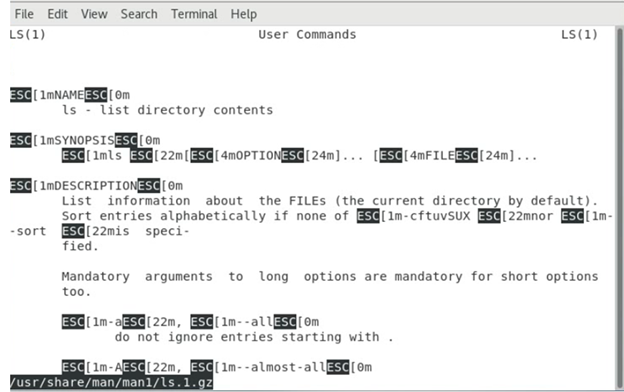 File Edit View Search Terminal Help
LS(1) User Commands LS(1)
ESC[1mNAMEESC[0m
ls - list directory contents
ESC[1mSYNOPSISESC[0m
ESC[1mls ESC[22m[ESC[4mOPTIONESC[24m]... [ESC[4mFILEESC[24m]...
ESC[1mDESCRIPTIONESC[0m
List information about the FILEs (the current directory by default).
Sort entries alphabetically if none of ESC[1m-cftuvSUX ESC[22mnor ESC[1m-
-sort ESC[22mis speci-
fied.
Mandatory arguments to long options are mandatory for short options
too.
ESC[1m-aESC[22m, ESC[1m--allESC[0m
do not ignore entries starting with .
ESC[1m-AESC[22m, ESC[1m--almost-allESC[0m
/usr/share/man/man1/ls.1.gz